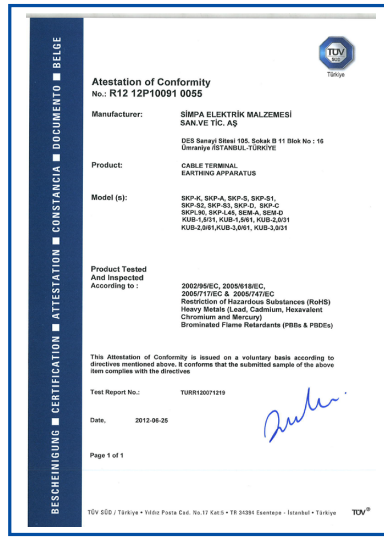 BESCHEINIGUNG ■ CERTIFICATION ■ ATTESTATION ■ CONSTANCIA ■ DOCUMENTO ■ BELGE
TÜV
SÜD
Türkiye
Atestation of Conformity
No.: R12 12P10091 0055
Manufacturer: SİMPA ELEKTRİK MALZEMESİ
SAN.VE TİC. AŞ
DES Sanayi Sitesi 105. Sokak B 11 Blok No : 16
Ümraniye /İSTANBUL-TÜRKİYE
Product: CABLE TERMINAL
EARTHING APPARATUS
Model (s): SKP-K, SKP-A, SKP-S, SKP-S1,
SKP-S2, SKP-S3, SKP-D, SKP-C
SKPL90, SKP-L45, SEM-A, SEM-D
KUB-1,5/31, KUB-1,5/61, KUB-2,0/31
KUB-2,0/61,KUB-3,0/61, KUB-3,0/31
Product Tested
And Inspected
According to : 2002/95/EC, 2005/618/EC,
2005/717/EC & 2005/747/EC
Restriction of Hazardous Substances (RoHS)
Heavy Metals (Lead, Cadmium, Hexavalent
Chromium and Mercury)
Brominated Flame Retardants (PBBs & PBDEs)
This Attestation of Conformity is issued on a voluntary basis according to
directives mentioned above. It conforms that the submitted sample of the above
item complies with the directives
Test Report No.: TURR120071219
Date, 2012-06-25
Page 1 of 1
TÜV SÜD / Türkiye • Yıldız Posta Cad. No.17 Kat:5 • TR 34394 Esentepe - İstanbul • Türkiye TÜV®